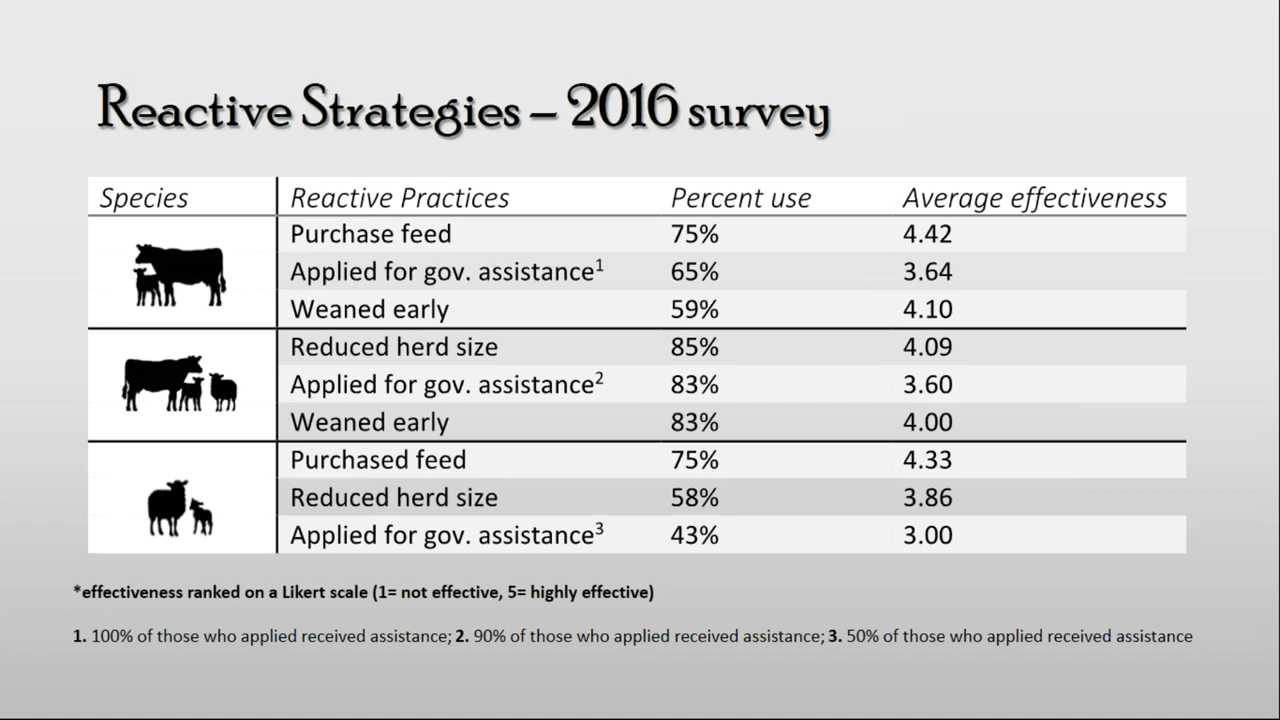 Reactive Strategies – 2016 survey
Species Reactive Practices Percent use Average effectiveness
Purchase feed 75% 4.42
Applied for gov. assistance¹ 65% 3.64
Weaned early 59% 4.10
Reduced herd size 85% 4.09
Applied for gov. assistance² 83% 3.60
Weaned early 83% 4.00
Purchased feed 75% 4.33
Reduced herd size 58% 3.86
Applied for gov. assistance³ 43% 3.00
*effectiveness ranked on a Likert scale (1= not effective, 5= highly effective)
1. 100% of those who applied received assistance; 2. 90% of those who applied received assistance; 3. 50% of those who applied received assistance